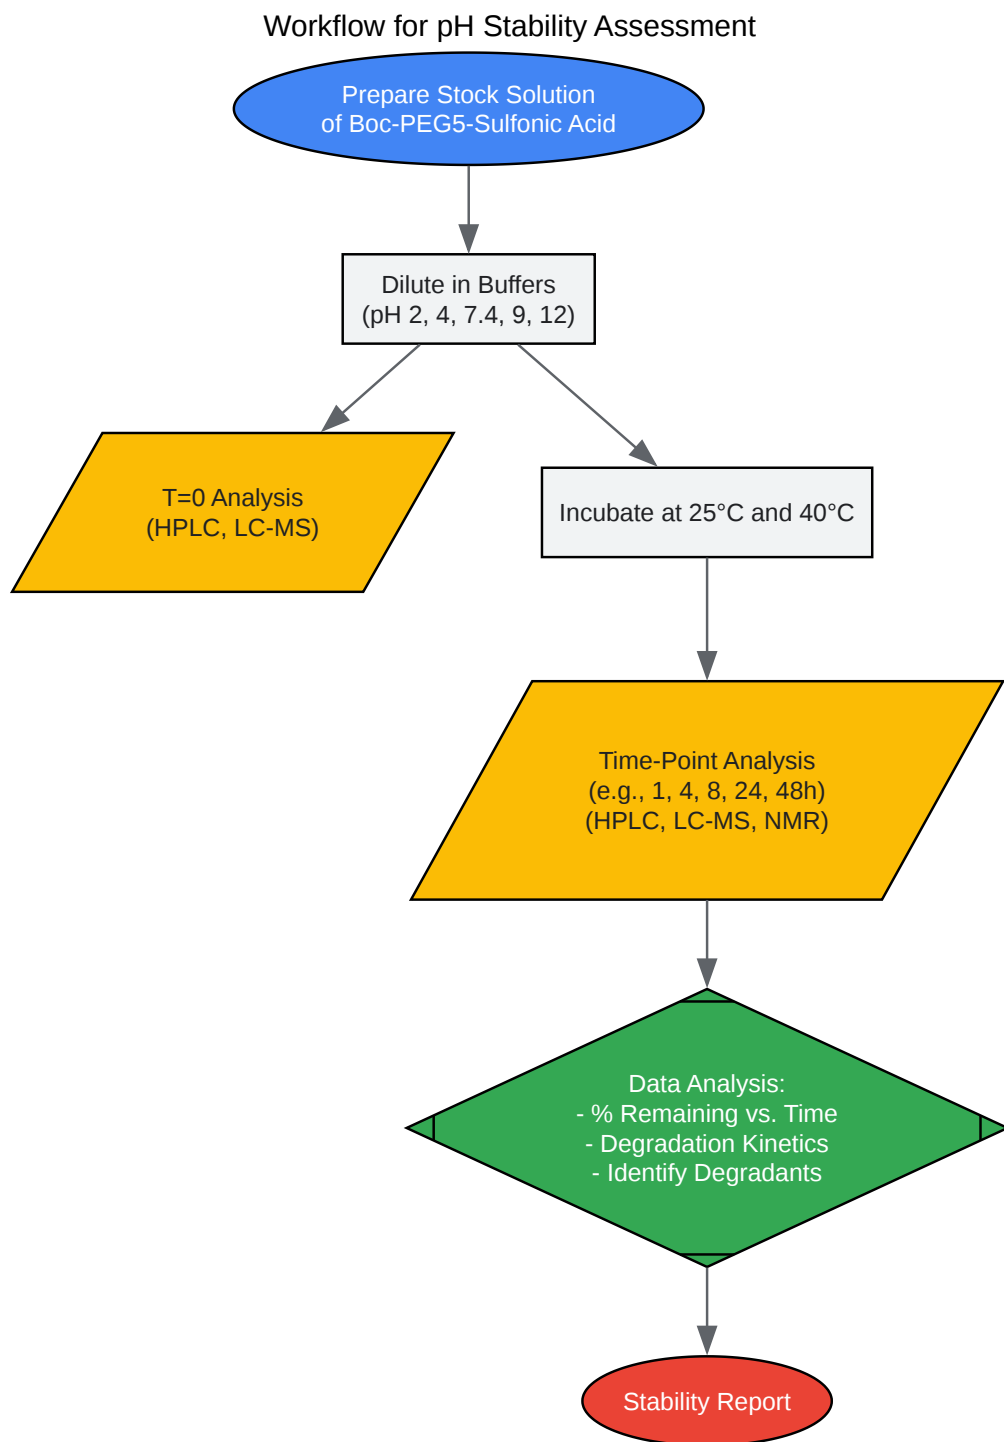 Workflow for pH Stability Assessment
Prepare Stock Solution
of Boc-PEG5-Sulfonic Acid
Dilute in Buffers
(pH 2, 4, 7.4, 9, 12)
T=0 Analysis
(HPLC, LC-MS)
Incubate at 25°C and 40°C
Time-Point Analysis
(e.g., 1, 4, 8, 24, 48h)
(HPLC, LC-MS, NMR)
Data Analysis:
- % Remaining vs. Time
- Degradation Kinetics
- Identify Degradants
Stability Report